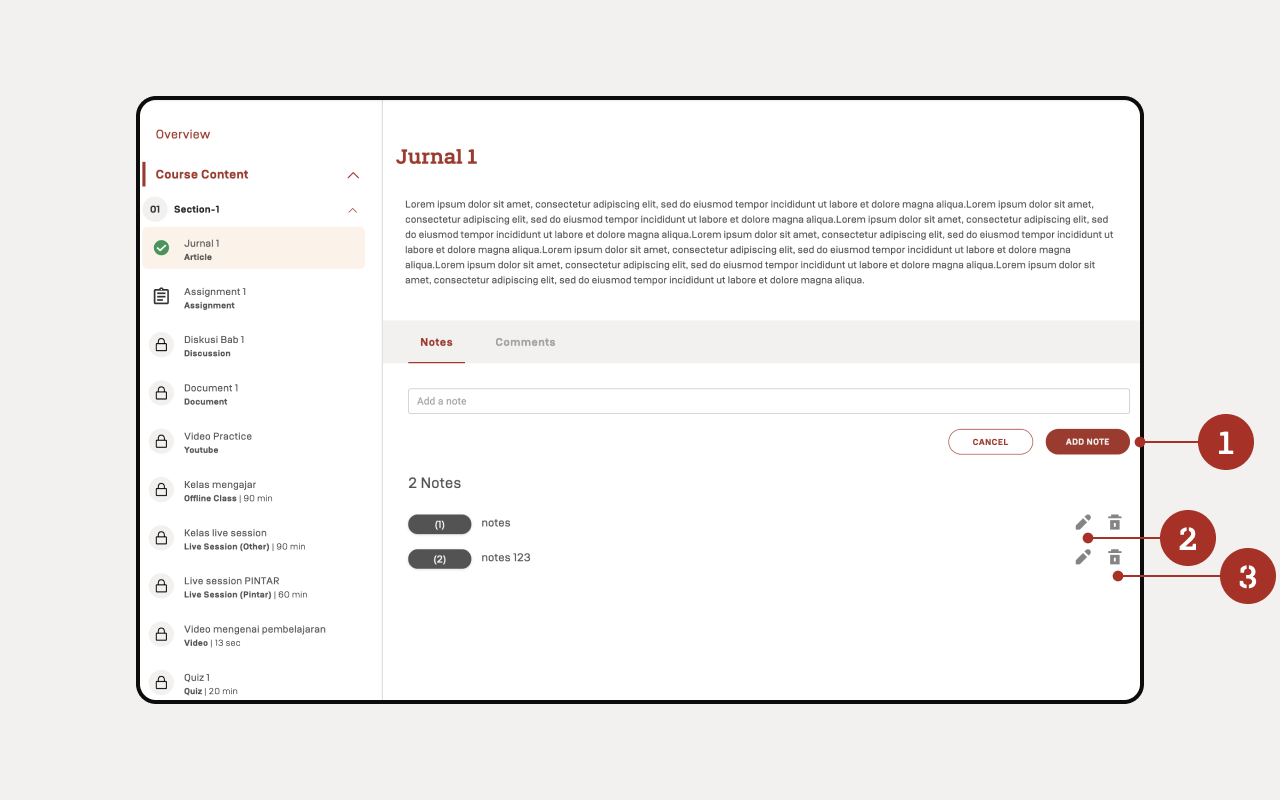 Overview
Course Content
01 Section-1
Jurnal 1
Article
Assignment 1
Assignment
Diskusi Bab 1
Discussion
Document 1
Document
Video Practice
Youtube
Kelas mengajar
Offline Class | 90 min
Kelas live session
Live Session (Other) | 90 min
Live session PINTAR
Live Session (Pintar) | 60 min
Video mengenai pembelajaran
Video | 13 sec
Quiz 1
Quiz | 20 min
Jurnal 1
Lorem ipsum dolor sit amet, consectetur adipiscing elit, sed do eiusmod tempor incididunt ut labore et dolore magna aliqua.Lorem ipsum dolor sit amet,
consectetur adipiscing elit, sed do eiusmod tempor incididunt ut labore et dolore magna aliqua.Lorem ipsum dolor sit amet, consectetur adipiscing elit, sed
do eiusmod tempor incididunt ut labore et dolore magna aliqua.Lorem ipsum dolor sit amet, consectetur adipiscing elit, sed do eiusmod tempor incididunt ut
labore et dolore magna aliqua.Lorem ipsum dolor sit amet, consectetur adipiscing elit, sed do eiusmod tempor incididunt ut labore et dolore magna
aliqua.Lorem ipsum dolor sit amet, consectetur adipiscing elit, sed do eiusmod tempor incididunt ut labore et dolore magna aliqua.Lorem ipsum dolor sit
amet, consectetur adipiscing elit, sed do eiusmod tempor incididunt ut labore et dolore magna aliqua.
Notes Comments
Add a note
CANCEL ADD NOTE
1
2 Notes
(1) notes
2
(2) notes 123
3